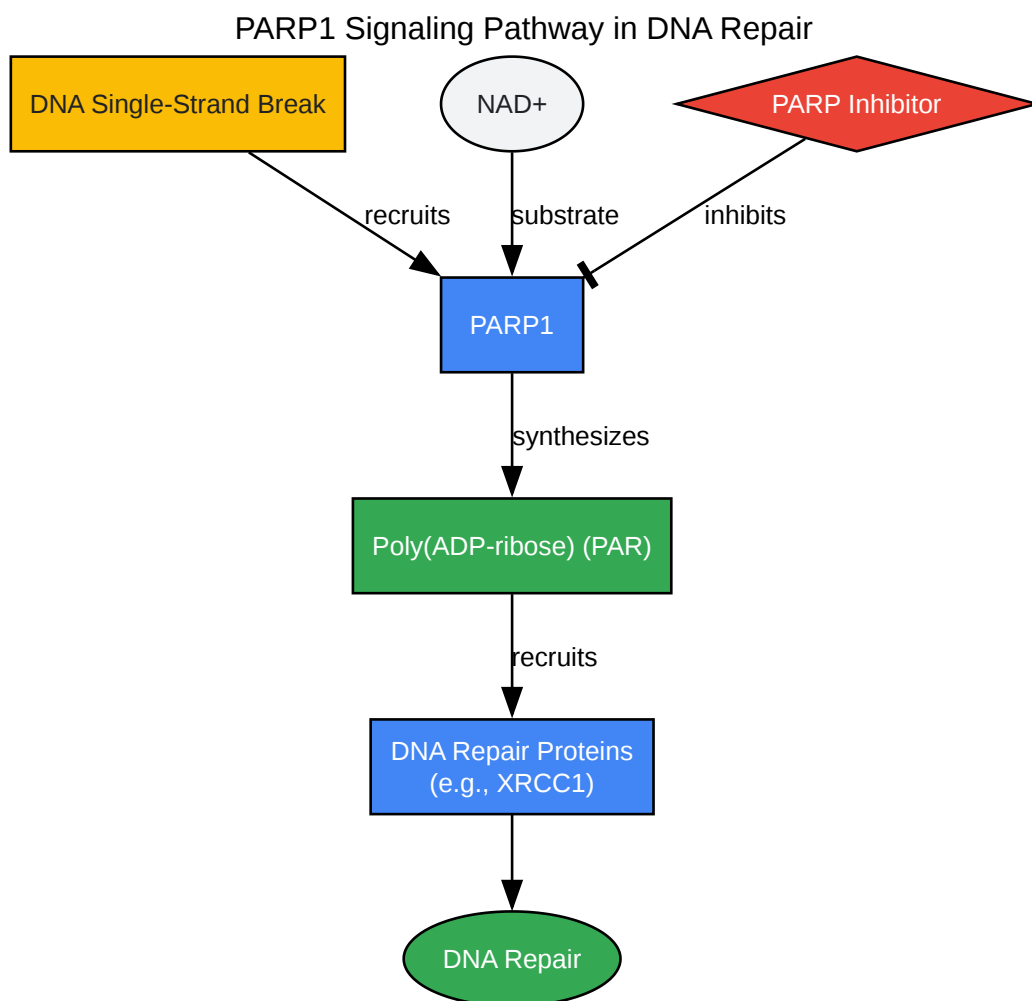 PARP1 Signaling Pathway in DNA Repair
DNA Single-Strand Break
NAD+
PARP Inhibitor
recruits
substrate
inhibits
PARP1
synthesizes
Poly(ADP-ribose) (PAR)
recruits
DNA Repair Proteins
(e.g., XRCC1)
DNA Repair